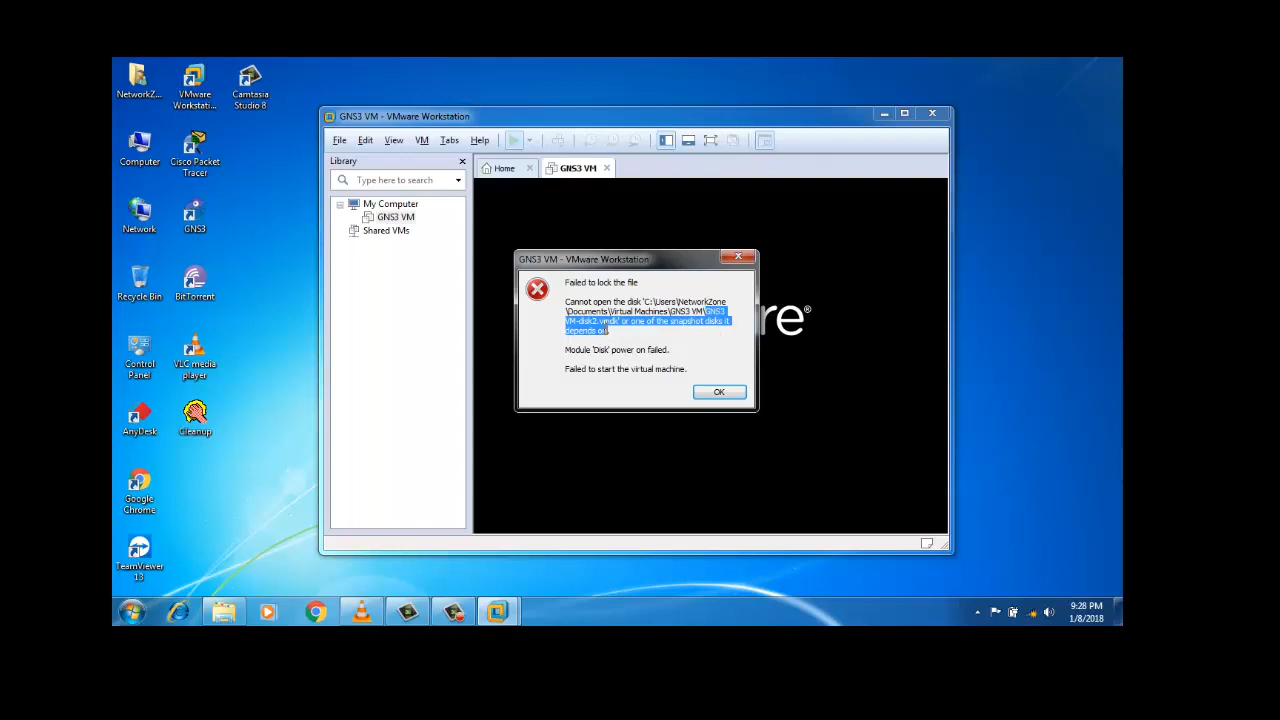 NetworkZ...
VMware
Workstati...
Camtasia
Studio 8
Computer
Cisco Packet
Tracer
Network
GNS3
Recycle Bin
BitTorrent
Control
Panel
VLC media
player
AnyDesk
Cleanup
Google
Chrome
TeamViewer
13
GNS3 VM - VMware Workstation
File Edit View VM Tabs Help
Library
Type here to search
My Computer
GNS3 VM
Shared VMs
Home
GNS3 VM
re®
GNS3 VM - VMware Workstation
Failed to lock the file
Cannot open the disk 'C:\Users\NetworkZone
\Documents\Virtual Machines\GNS3 VM\GNS3
VM-disk2.vmdk' or one of the snapshot disks it
depends on.
Module 'Disk' power on failed.
Failed to start the virtual machine.
OK
9:28 PM
1/8/2018